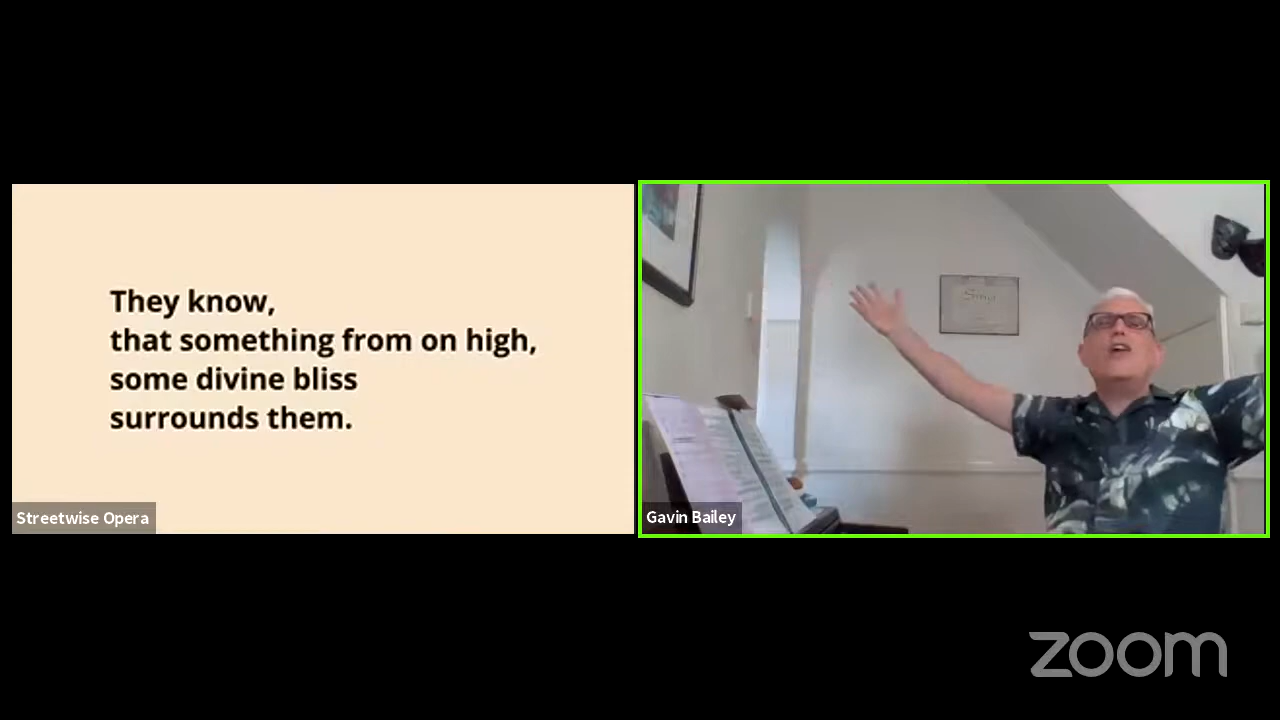 They know,
that something from on high,
some divine bliss
surrounds them.
Streetwise Opera
Gavin Bailey
zoom